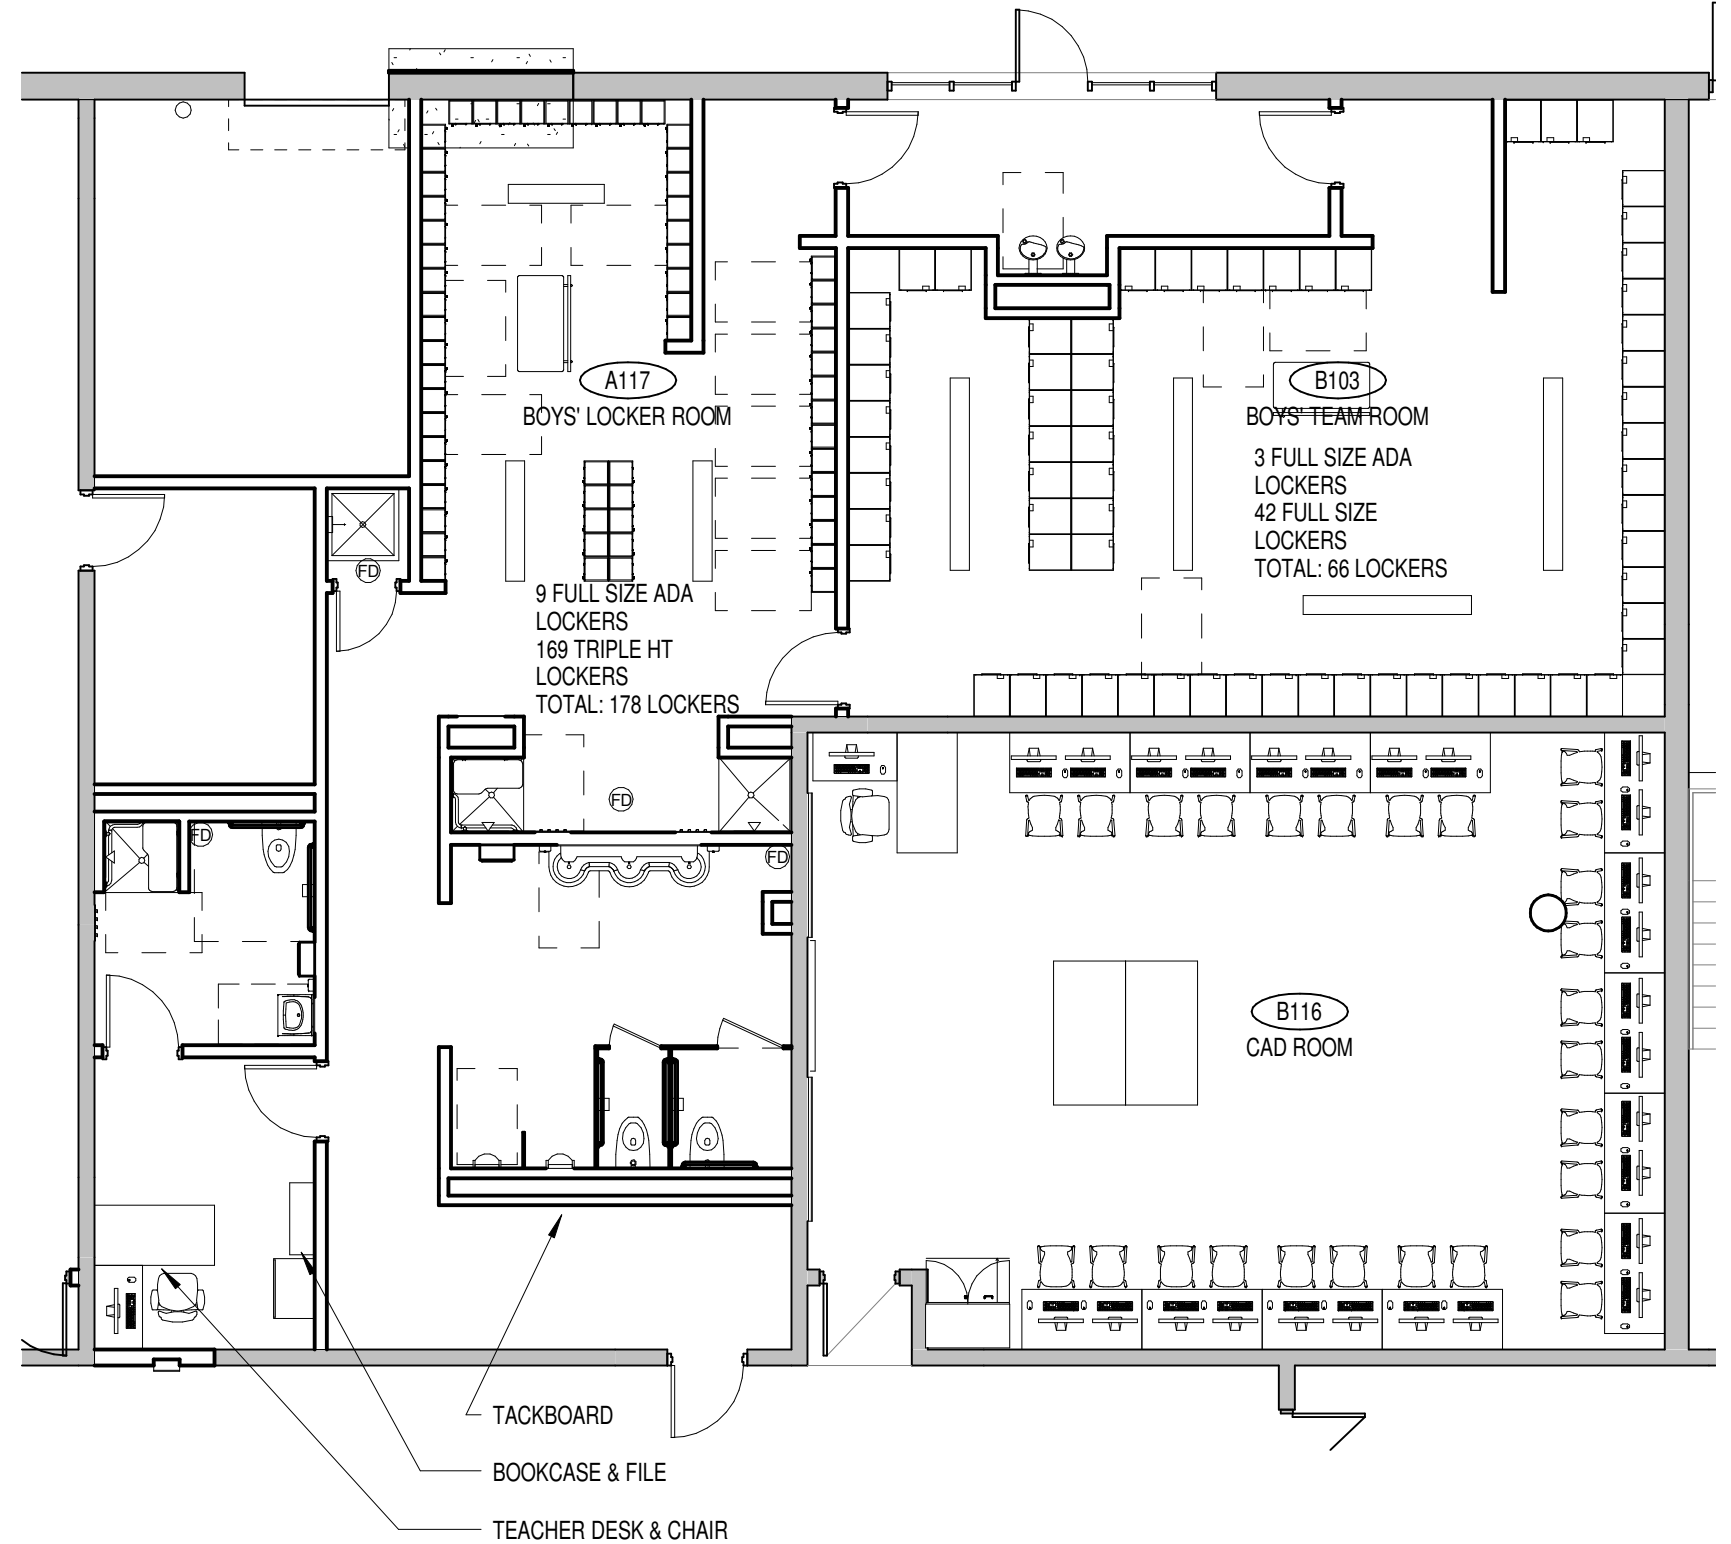 A117
BOYS' LOCKER ROOM
B103
BOYS' TEAM ROOM
3 FULL SIZE ADA
LOCKERS
42 FULL SIZE
LOCKERS
TOTAL: 66 LOCKERS
FD
9 FULL SIZE ADA
LOCKERS
169 TRIPLE HT
LOCKERS
TOTAL: 178 LOCKERS
FD
FD
FD
B116
CAD ROOM
TACKBOARD
BOOKCASE & FILE
TEACHER DESK & CHAIR